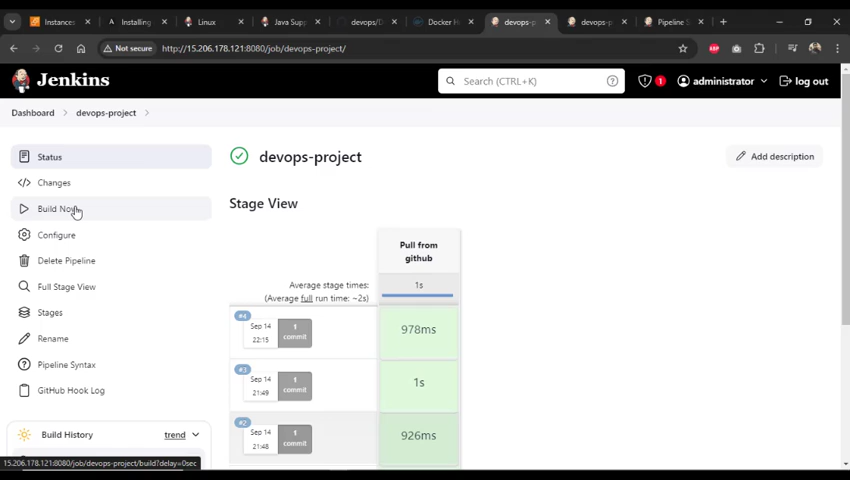 Instances
Installing
Linux
Java Supp
devops/D
Docker H
devops-p
devops-p
Pipeline S
Not secure
http://15.206.178.121:8080/job/devops-project/
ABP
Jenkins
Search (CTRL+K)
1
administrator
log out
Dashboard
devops-project
Status
devops-project
Add description
Changes
Stage View
Build Now
Configure
Delete Pipeline
Full Stage View
Stages
Rename
Pipeline Syntax
GitHub Hook Log
Pull from
github
Average stage times:
(Average full run time: ~2s)
1s
#4
Sep 14
22:15
1
commit
978ms
#3
Sep 14
21:49
1
commit
1s
#2
Sep 14
21:48
1
commit
926ms
Build History
trend
15.206.178.121:8080/job/devops-project/build?delay=0sec